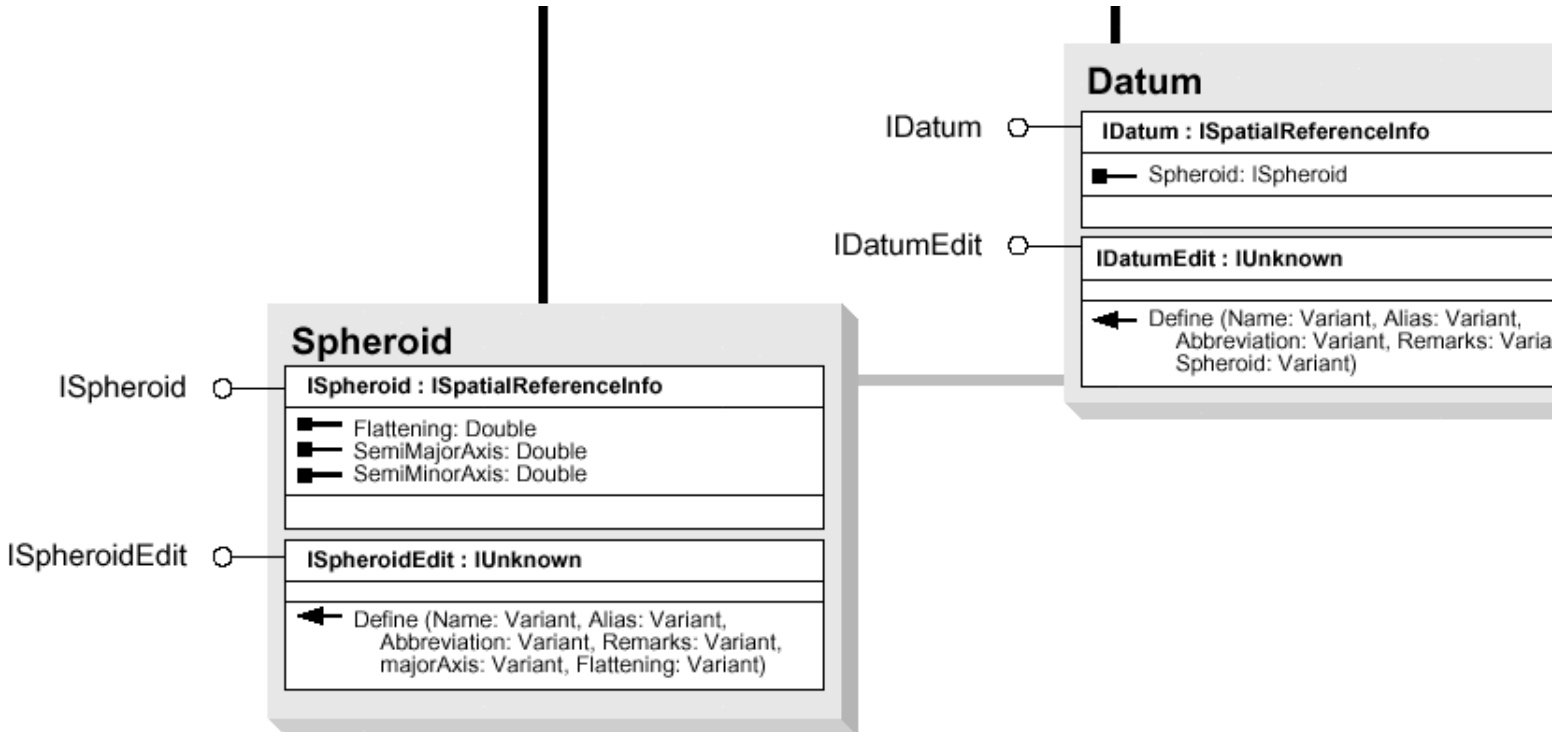 Datum
IDatum
IDatum : ISpatialReferenceInfo
Spheroid: ISpheroid
IDatumEdit
IDatumEdit : IUnknown
Define (Name: Variant, Alias: Variant,
Abbreviation: Variant, Remarks: Varia
Spheroid: Variant)
Spheroid
ISpheroid
ISpheroid : ISpatialReferenceInfo
Flattening: Double
SemiMajorAxis: Double
SemiMinorAxis: Double
ISpheroidEdit
ISpheroidEdit : IUnknown
Define (Name: Variant, Alias: Variant,
Abbreviation: Variant, Remarks: Variant,
majorAxis: Variant, Flattening: Variant)